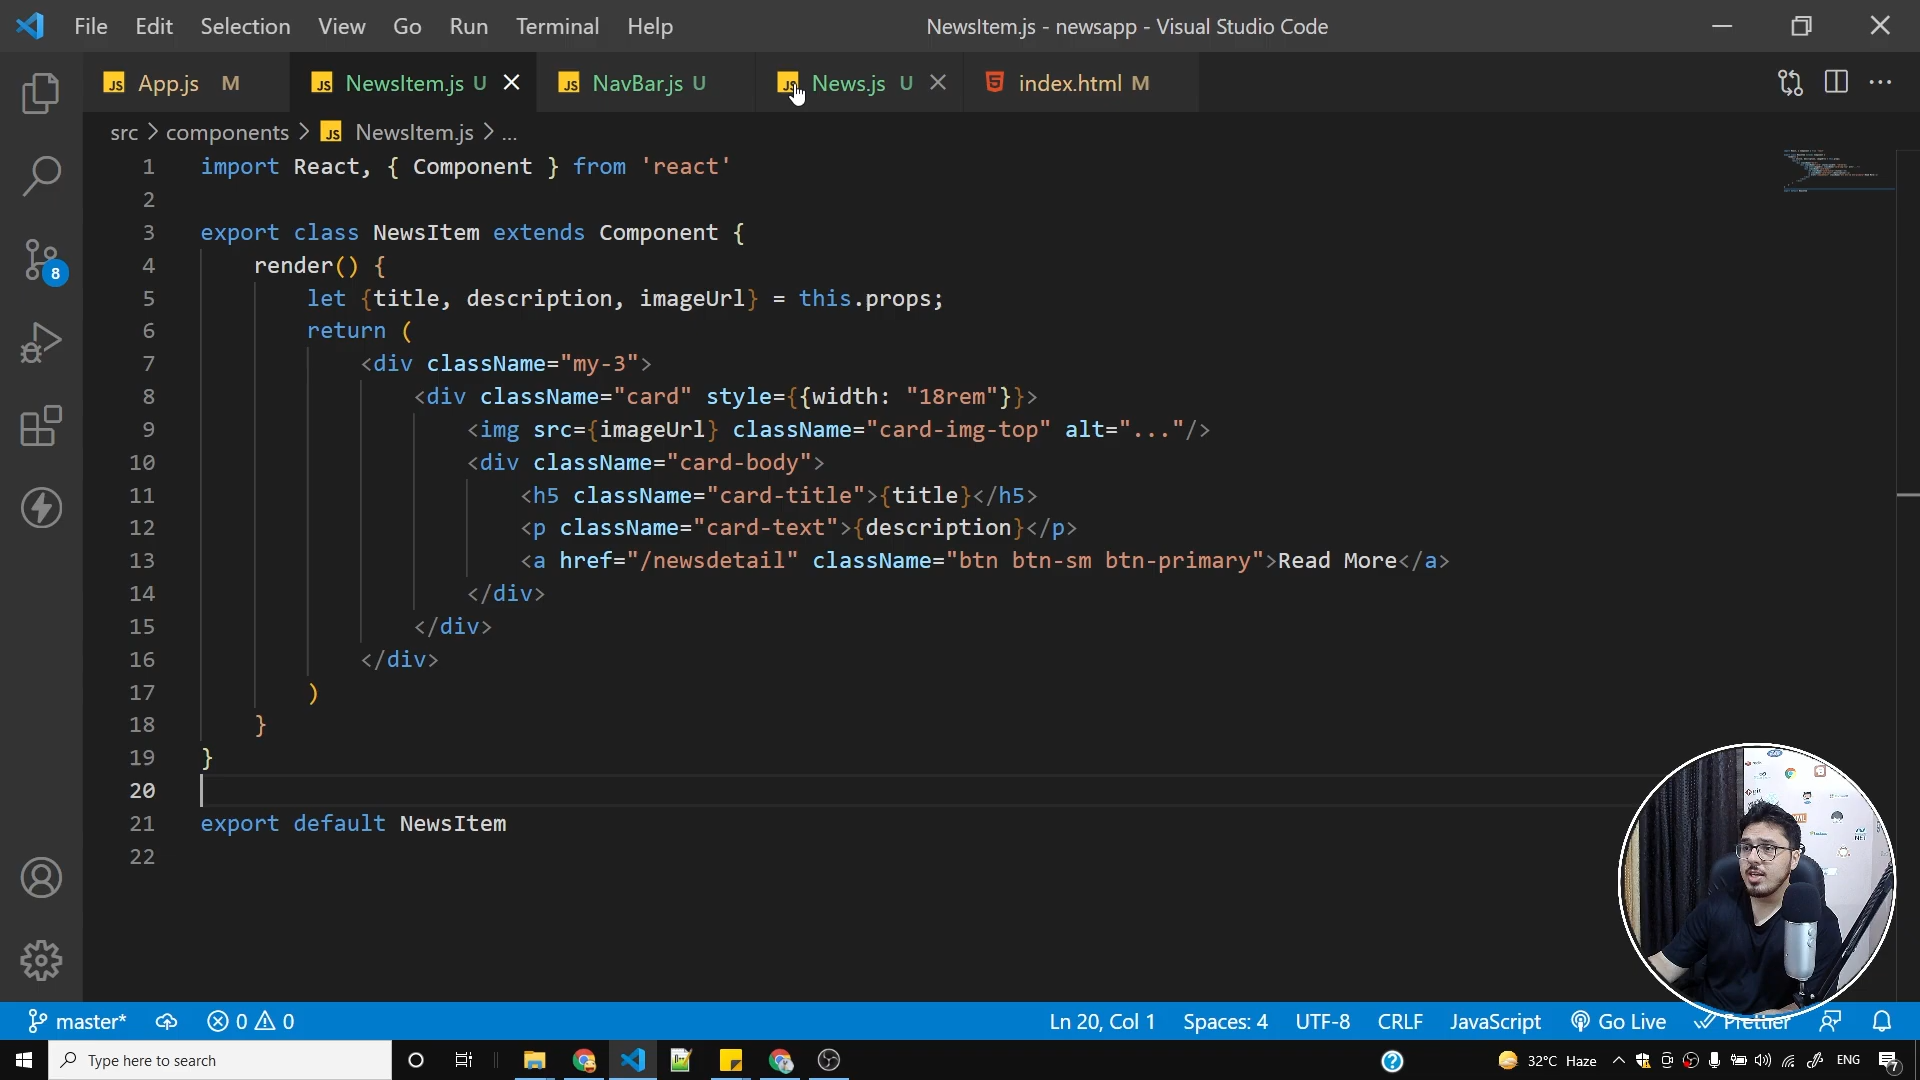 File Edit Selection View Go Run Terminal Help NewsItem.js - newsapp - Visual Studio Code
App.js M NewsItem.js U NavBar.js U News.js U index.html M
src > components > NewsItem.js > ...
1 import React, { Component } from 'react'
2
3 export class NewsItem extends Component {
4 render() {
5 let {title, description, imageUrl} = this.props;
6 return (
7 <div className="my-3">
8 <div className="card" style={{width: "18rem"}}>
9 <img src={imageUrl} className="card-img-top" alt="..."/>
10 <div className="card-body">
11 <h5 className="card-title">{title}</h5>
12 <p className="card-text">{description}</p>
13 <a href="/newsdetail" className="btn btn-sm btn-primary">Read More</a>
14 </div>
15 </div>
16 </div>
17 )
18 }
19 }
20
21 export default NewsItem
22
8
master* 0 0 Ln 20, Col 1 Spaces: 4 UTF-8 CRLF JavaScript Go Live Prettier
Type here to search 32°C Haze ENG 7